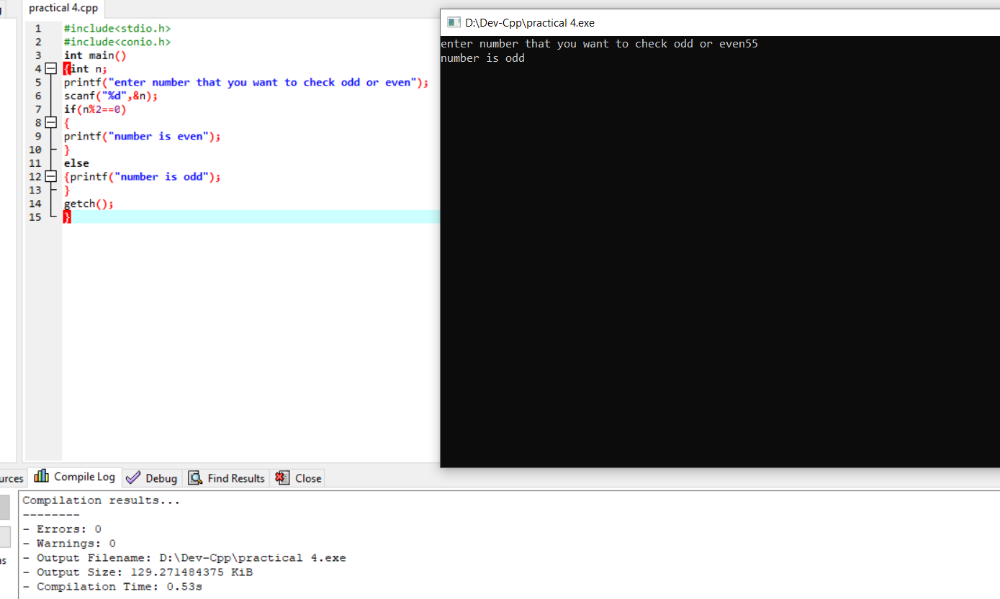 practical 4.cpp
1 #include<stdio.h>
2 #include<conio.h>
3 int main()
4 {int n;
5 printf("enter number that you want to check odd or even");
6 scanf("%d",&n);
7 if(n%2==0)
8 {
9 printf("number is even");
10 }
11 else
12 {printf("number is odd");
13 }
14 getch();
15 }
D:\Dev-Cpp\practical 4.exe
enter number that you want to check odd or even55
number is odd
urces Compile Log Debug Find Results Close
Compilation results...
--------
- Errors: 0
- Warnings: 0
- Output Filename: D:\Dev-Cpp\practical 4.exe
- Output Size: 129.271484375 KiB
- Compilation Time: 0.53s